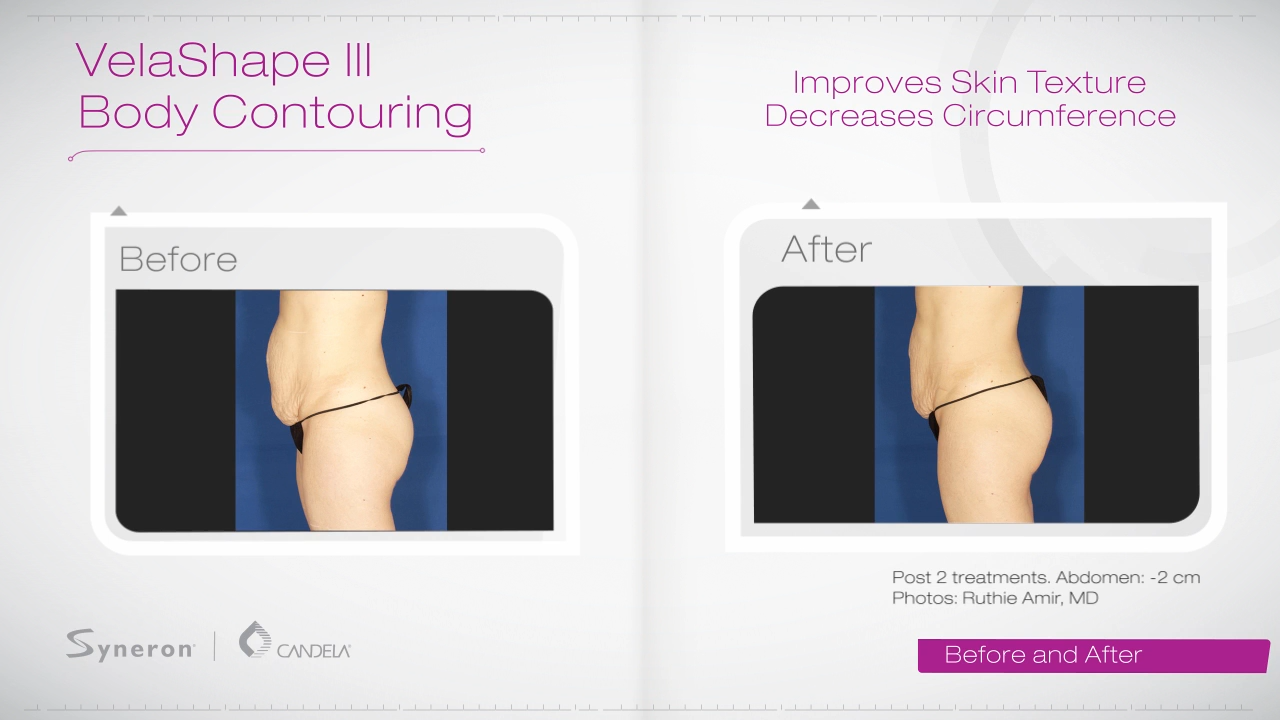 VelaShape III
Body Contouring
Improves Skin Texture
Decreases Circumference
Before
After
Post 2 treatments. Abdomen: -2 cm
Photos: Ruthie Amir, MD
Syneron
CANDELA
Before and After